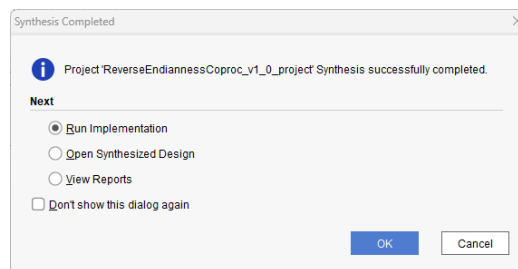 Synthesis Completed
Project 'ReverseEndiannessCoproc_v1_0_project' Synthesis successfully completed.
Next
Run Implementation
Open Synthesized Design
View Reports
Don't show this dialog again
OK
Cancel